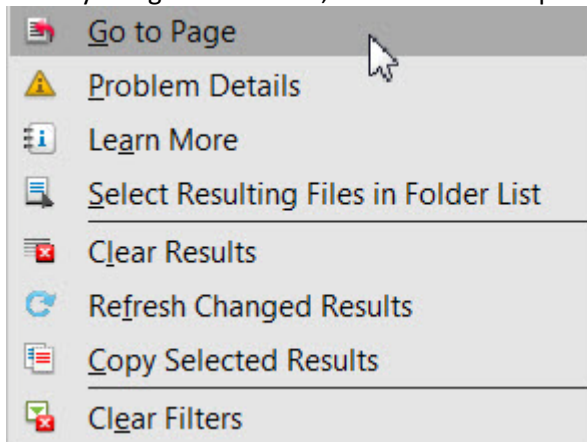 Go to Page
Problem Details
Learn More
Select Resulting Files in Folder List
Clear Results
Refresh Changed Results
Copy Selected Results
Clear Filters